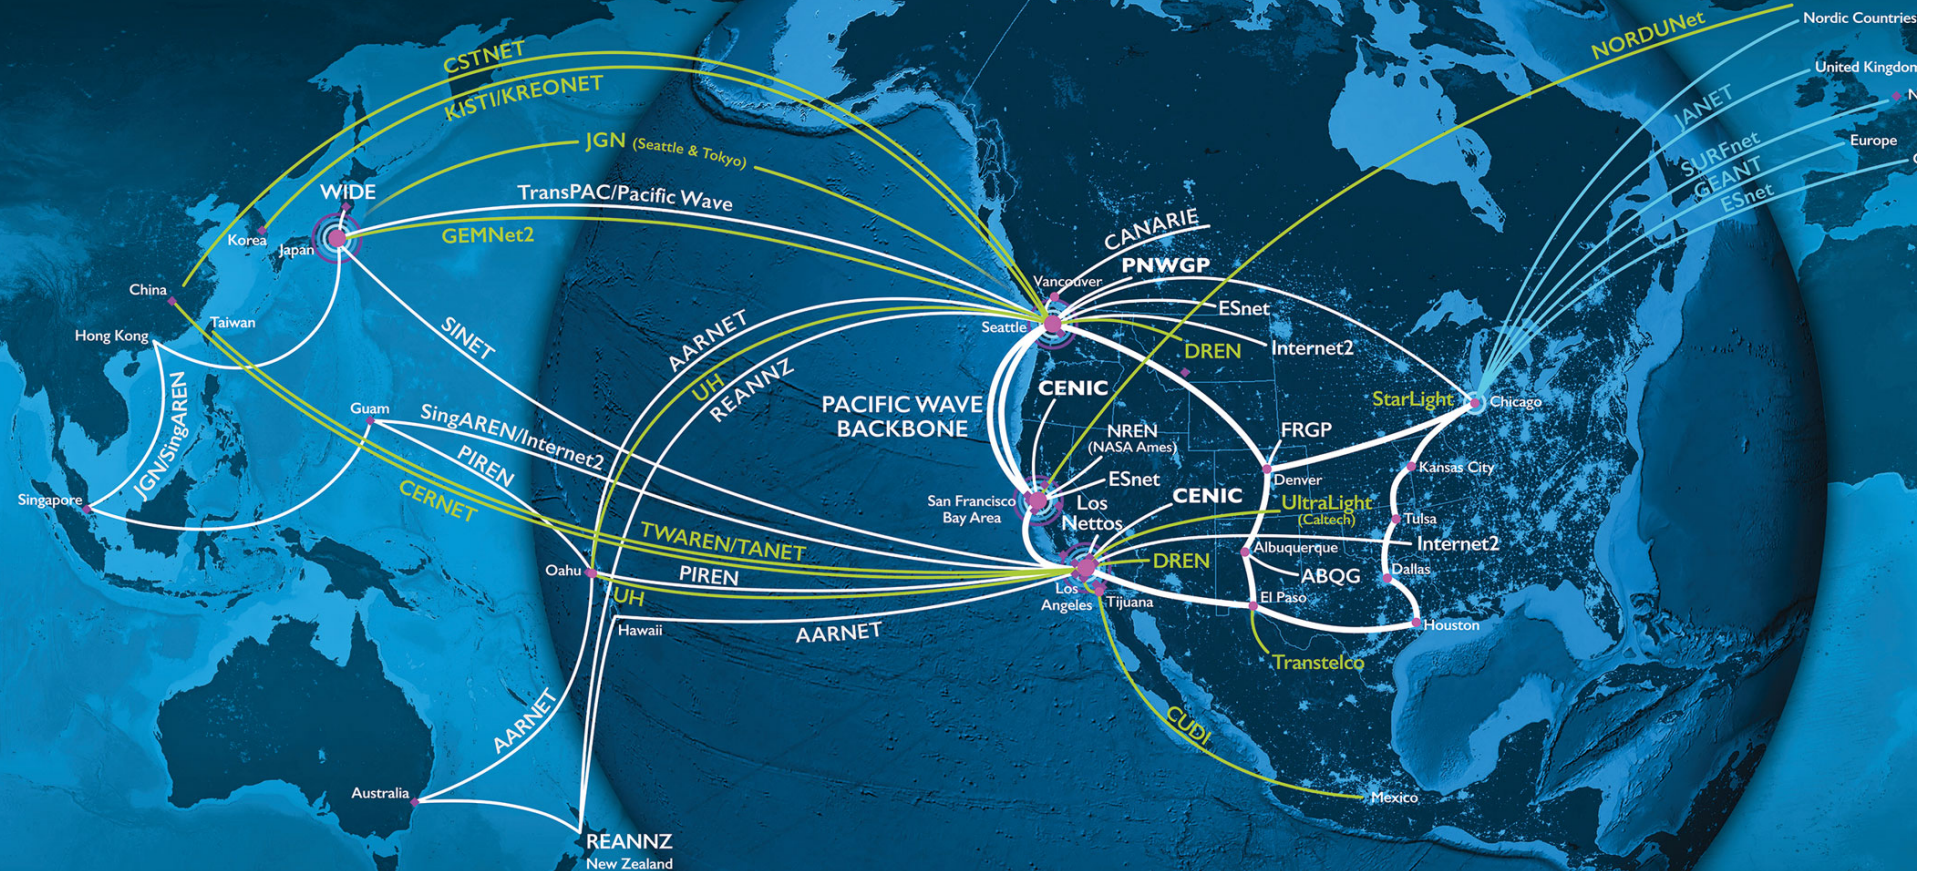 CSTNET
KISTI/KREONET
JGN (Seattle & Tokyo)
NORDUNet
Nordic Countries
United Kingdom
JANET
SURFnet
GEANT
ESnet
Europe
WIDE
TransPAC/Pacific Wave
GEMNet2
Korea
Japan
China
Taiwan
Hong Kong
JGN/SingAREN
Singapore
SINET
Guam
SingAREN/Internet2
PIREN
CERNET
TWAREN/TANET
PIREN
UH
Oahu
Hawaii
AARNET
AARNET
UH
REANNZ
AARNET
Australia
REANNZ
New Zealand
CANARIE
PNWGP
Vancouver
Seattle
ESnet
Internet2
DREN
PACIFIC WAVE
BACKBONE
CENIC
NREN
(NASA Ames)
ESnet
San Francisco
Bay Area
Los
Nettos
CENIC
UltraLight
(Caltech)
Internet2
DREN
Los
Angeles
Tijuana
StarLight
Chicago
FRGP
Denver
Kansas City
Tulsa
Albuquerque
ABQG
Dallas
El Paso
Houston
Transtelco
CUDI
Mexico